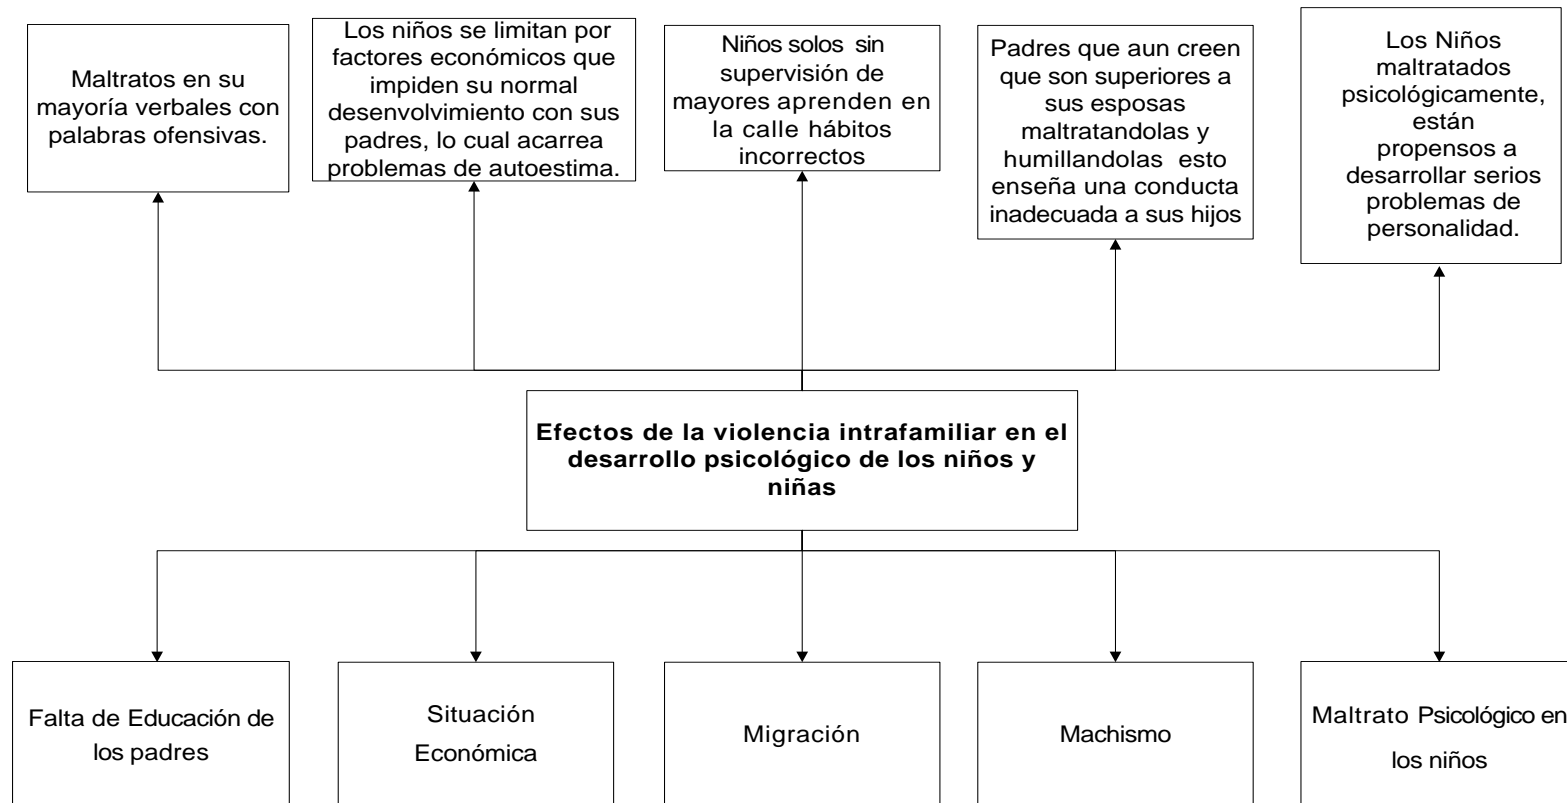 Maltratos en su
mayoría verbales con
palabras ofensivas.
Los niños se limitan por
factores económicos que
impiden su normal
desenvolvimiento con sus
padres, lo cual acarrea
problemas de autoestima.
Niños solos sin
supervisión de
mayores aprenden en
la calle hábitos
incorrectos
Padres que aun creen
que son superiores a
sus esposas
maltratandolas y
humillandolas esto
enseña una conducta
inadecuada a sus hijos
Los Niños
maltratados
psicológicamente,
están
propensos a
desarrollar serios
problemas de
personalidad.
Efectos de la violencia intrafamiliar en el
desarrollo psicológico de los niños y
niñas
Falta de Educación de
los padres
Situación
Económica
Migración
Machismo
Maltrato Psicológico en
los niños